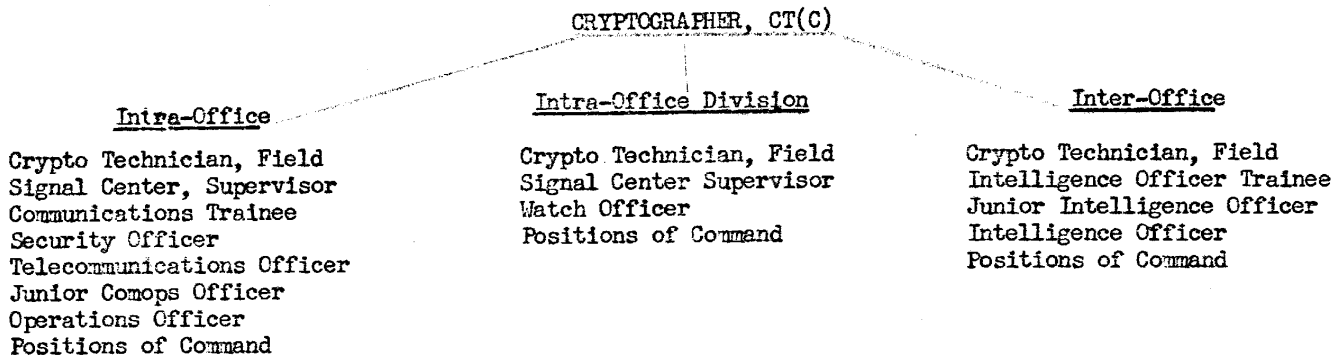 CRYPTOGRAPHER, CT(C)
Intra-Office
Crypto Technician, Field
Signal Center, Supervisor
Communications Trainee
Security Officer
Telecommunications Officer
Junior Comops Officer
Operations Officer
Positions of Command
Intra-Office Division
Crypto Technician, Field
Signal Center Supervisor
Watch Officer
Positions of Command
Inter-Office
Crypto Technician, Field
Intelligence Officer Trainee
Junior Intelligence Officer
Intelligence Officer
Positions of Command